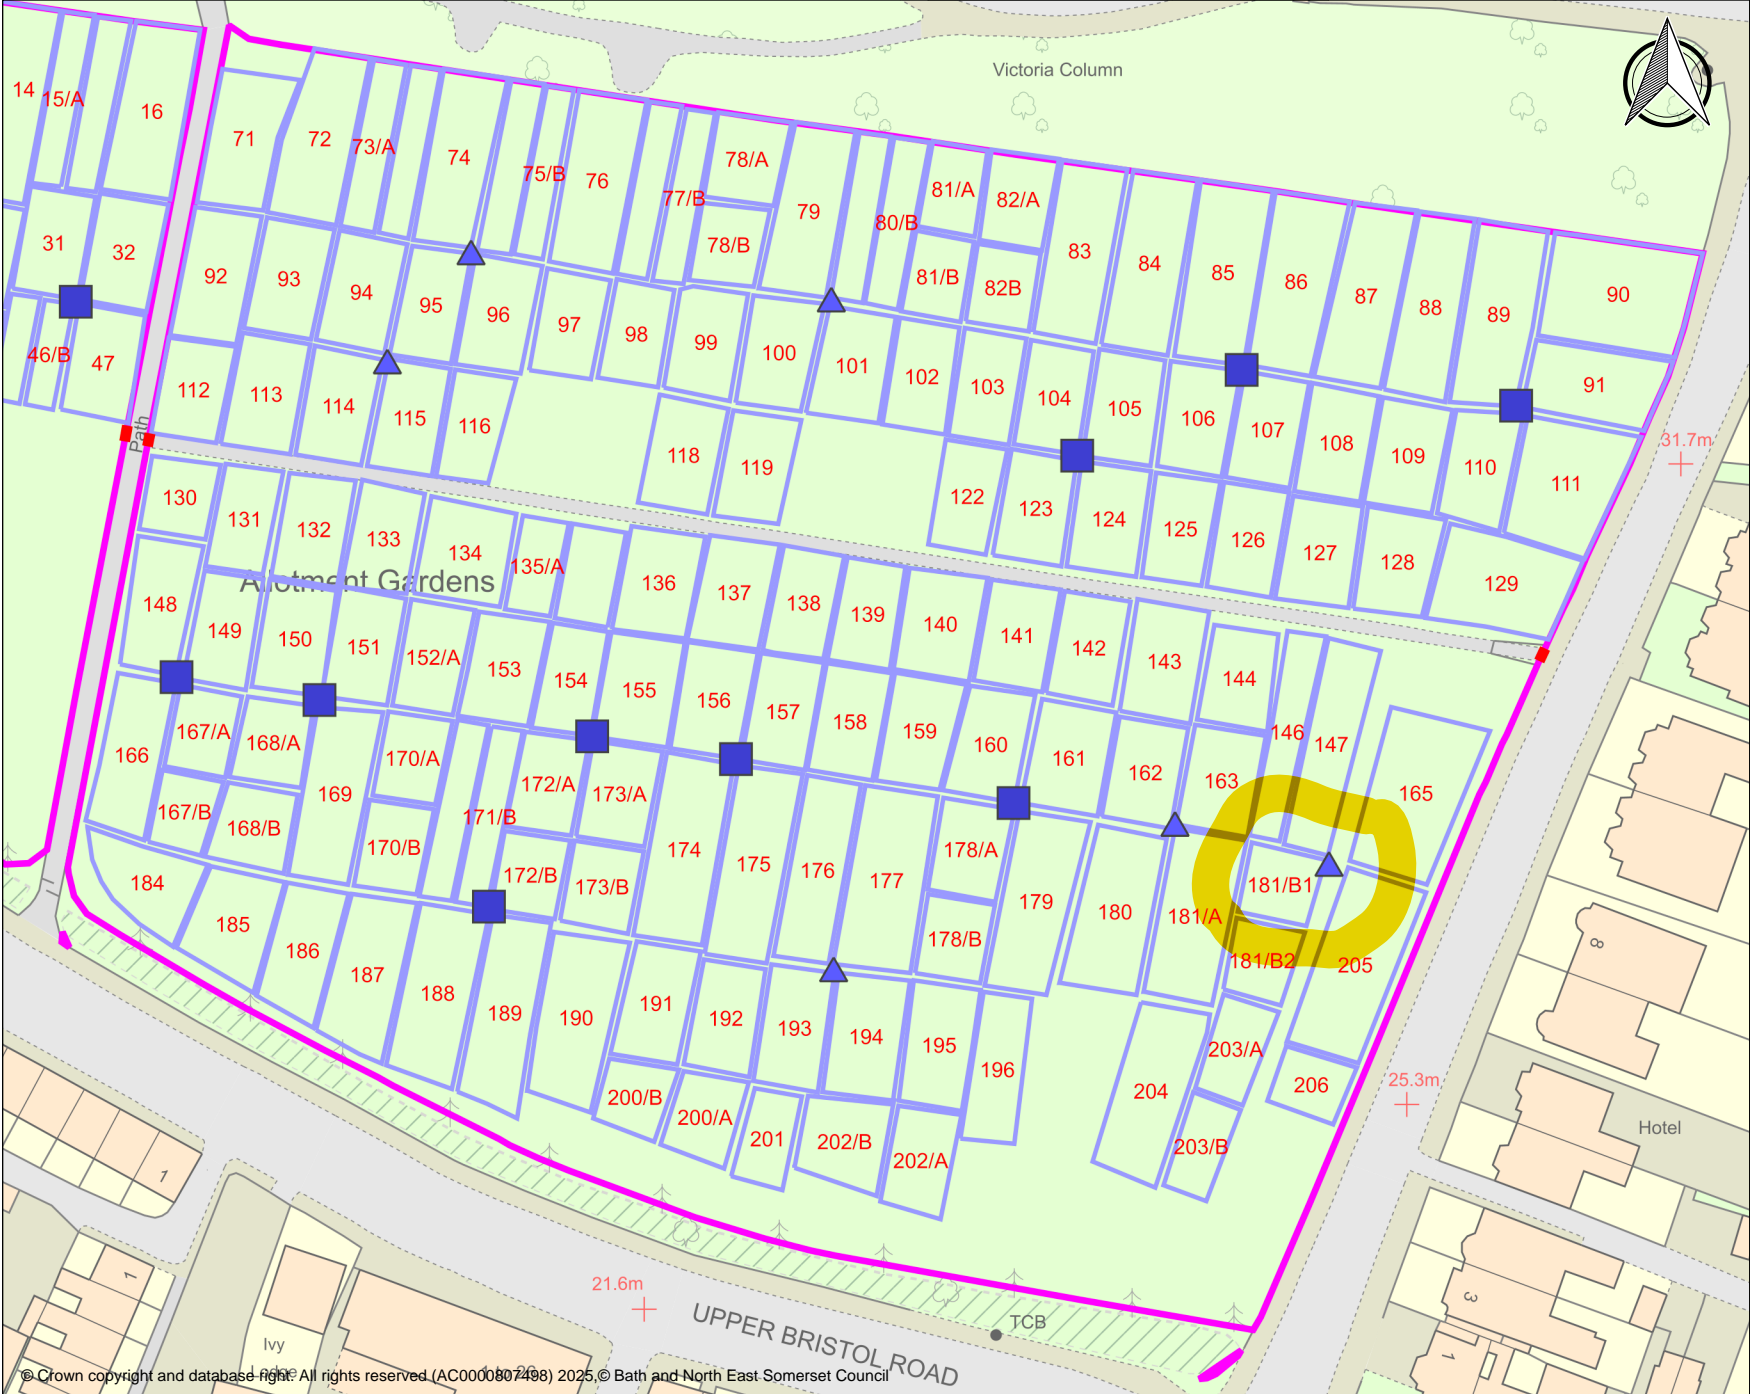 Victoria Column
14
15/A
16
71
72
73/A
74
75/B
76
77/B
78/A
78/B
79
80/B
81/A
82/A
81/B
82B
83
84
85
86
87
88
89
90
91
31
32
92
93
94
95
96
97
98
99
100
101
102
103
104
105
106
107
108
109
110
111
46/B
47
112
113
114
115
116
118
119
122
123
124
125
126
127
128
129
31.7m
Path
130
131
132
133
134
135/A
136
137
138
139
140
141
142
143
144
146
147
Allotment Gardens
148
149
150
151
152/A
153
154
155
156
157
158
159
160
161
162
163
165
166
167/A
168/A
169
170/A
171/B
172/A
173/A
167/B
168/B
170/B
172/B
173/B
174
175
176
177
178/A
178/B
179
180
181/A
181/B1
181/B2
205
184
185
186
187
188
189
190
191
192
193
194
195
196
203/A
204
206
203/B
200/B
200/A
201
202/B
202/A
25.3m
8
Hotel
1
1
3
1
21.6m
UPPER BRISTOL ROAD
TCB
Ivy
Lodge
1 to 26
© Crown copyright and database right. All rights reserved (AC0000807498) 2025,© Bath and North East Somerset Council